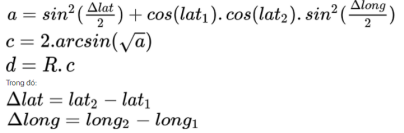 a = sin²(Δlat/2) + cos(lat₁).cos(lat₂).sin²(Δlong/2)
c = 2.arcsin(√a)
d = R.c
Trong đó:
Δlat = lat₂ − lat₁
Δlong = long₂ − long₁